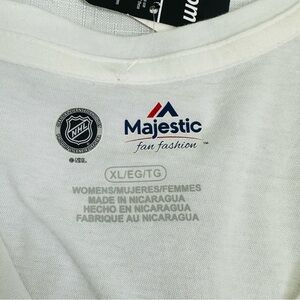 NHL
Majestic
fan fashion
XL/EG/TG
WOMENS/MUJERES/FEMMES
MADE IN NICARAGUA
HECHO EN NICARAGUA
FABRIQUE AU NICARAGUA